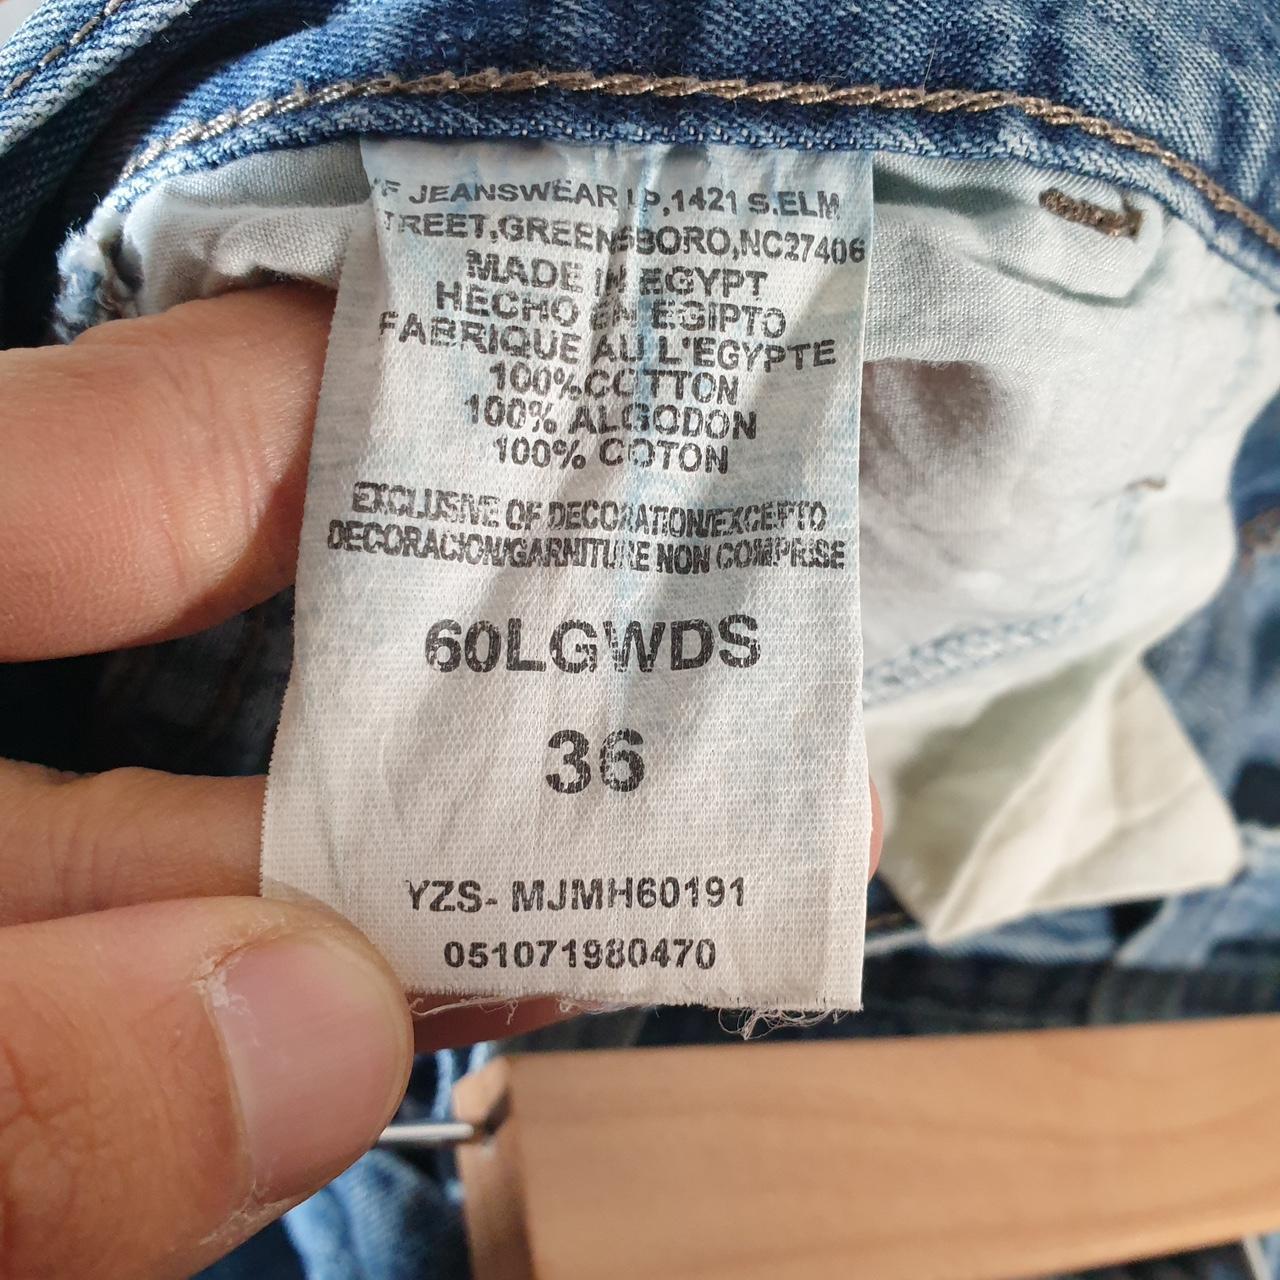 F JEANSWEAR LP,1421 S.ELM
TREET,GREENSBORO,NC27406
MADE IN EGYPT
HECHO EN EGIPTO
FABRIQUE AU L'EGYPTE
100%COTTON
100% ALGODON
100% COTON
EXCLUSIVE OF DECORATION/EXCEPTO
DECORACION/GARNITURE NON COMPRISE
60LGWDS
36
YZS- MJMH60191
051071980470